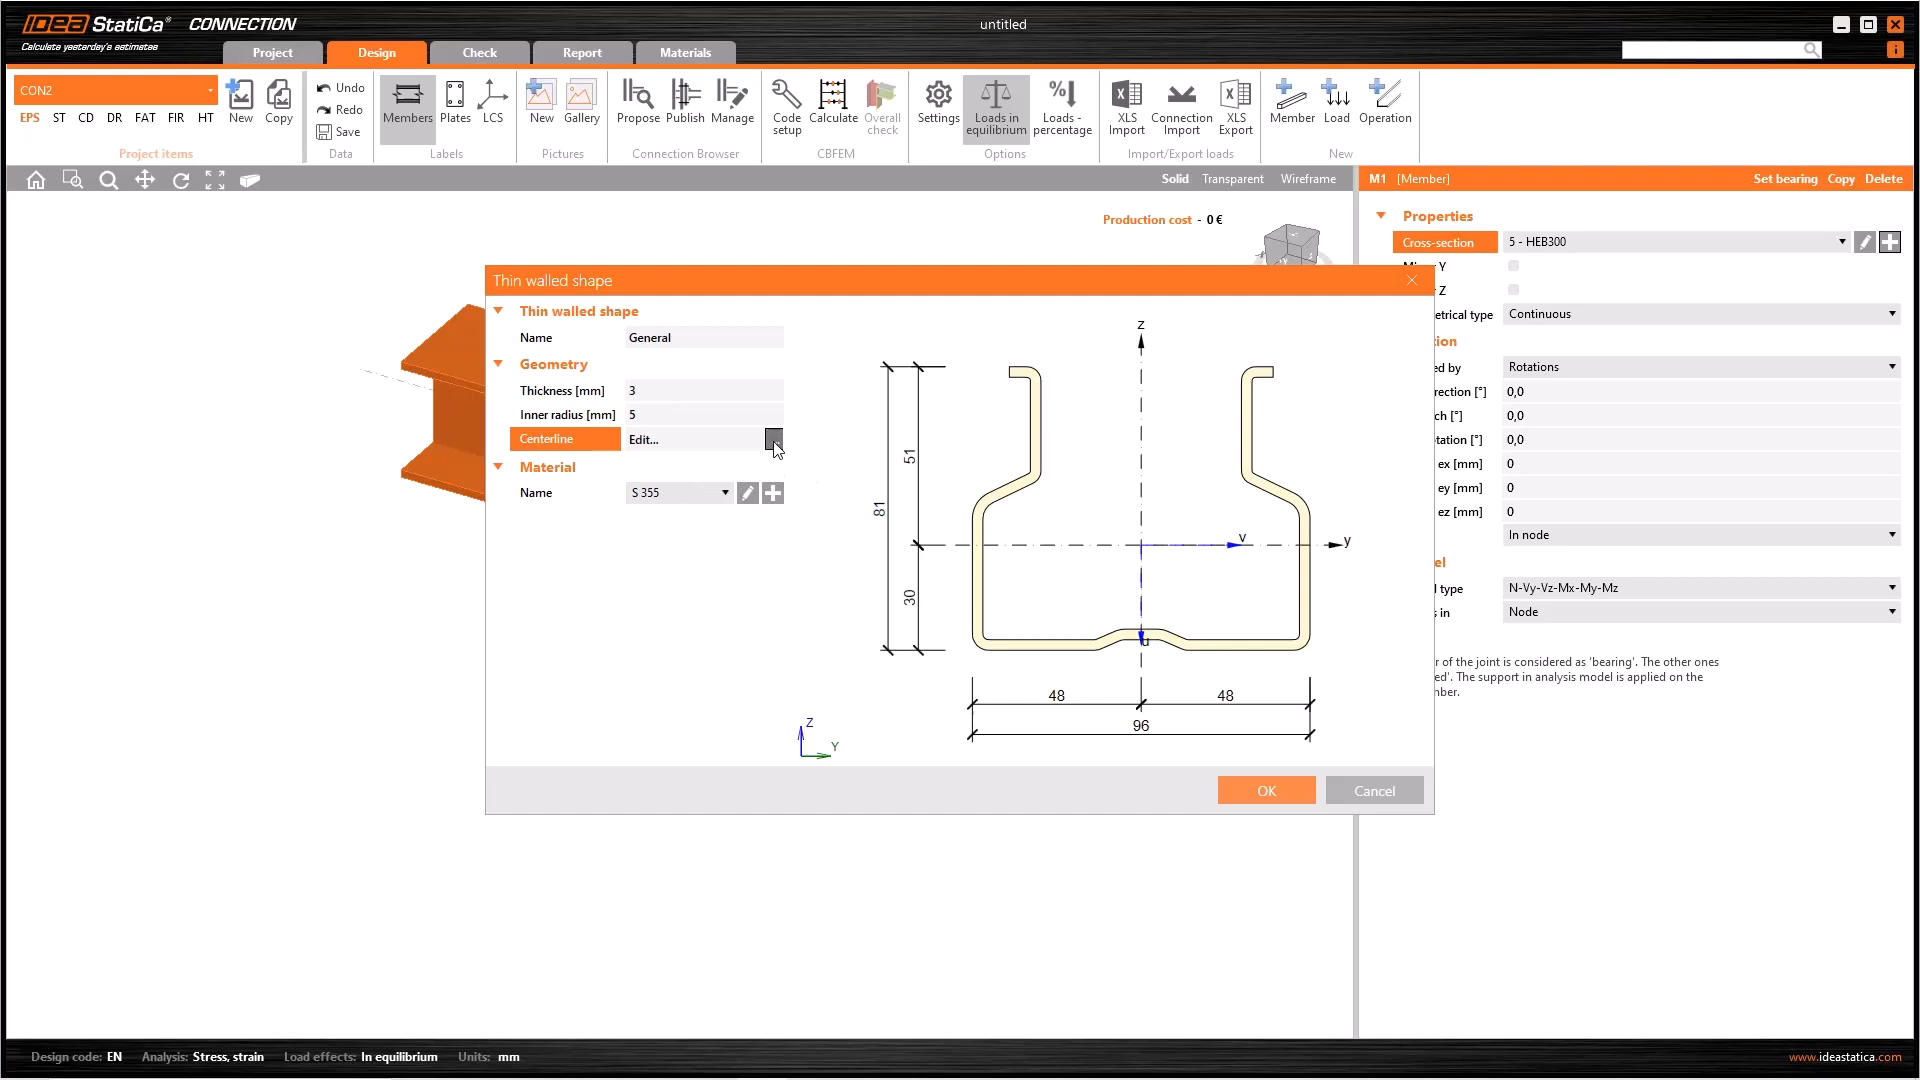 IDEA StatiCa® CONNECTION
Calculate yesterday's estimates
untitled
Project Design Check Report Materials
CON2
EPS ST CD DR FAT FIR HT
New Copy
Project items
Undo
Redo
Save
Data
Members Plates LCS
Labels
New Gallery
Pictures
Propose Publish Manage
Connection Browser
Code setup Calculate Overall check
CBFEM
Settings Loads in equilibrium Loads - percentage
Options
XLS Import Connection Import XLS Export
Import/Export loads
Member Load Operation
New
Solid Transparent Wireframe
Production cost - 0 €
M1 [Member] Set bearing Copy Delete
Properties
Cross-section 5 - HEB300
Y
Z
etrical type Continuous
ion
ed by Rotations
rection [°] 0,0
ch [°] 0,0
tation [°] 0,0
ex [mm] 0
ey [mm] 0
ez [mm] 0
In node
el
l type N-Vy-Vz-Mx-My-Mz
s in Node
r of the joint is considered as 'bearing'. The other ones
ed'. The support in analysis model is applied on the
nber.
Thin walled shape
Thin walled shape
Name General
Geometry
Thickness [mm] 3
Inner radius [mm] 5
Centerline Edit...
Material
Name S 355
z
51
81
30
v
y
u
48 48
96
Z
Y
OK Cancel
Design code: EN Analysis: Stress, strain Load effects: In equilibrium Units: mm
www.ideastatica.com